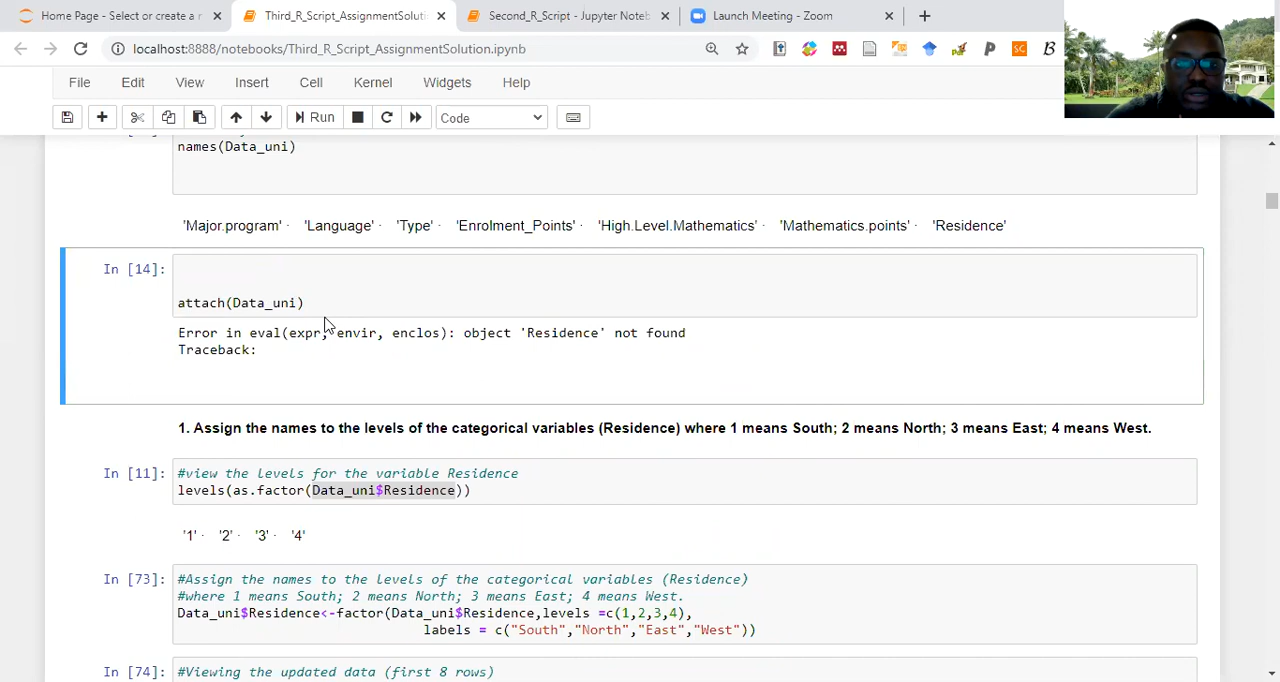 Home Page - Select or create a n
Third_R_Script_AssignmentSolutio
Second_R_Script - Jupyter Noteb
Launch Meeting - Zoom
localhost:8888/notebooks/Third_R_Script_AssignmentSolution.ipynb
File Edit View Insert Cell Kernel Widgets Help
Run Code
names(Data_uni)
'Major.program' · 'Language' · 'Type' · 'Enrolment_Points' · 'High.Level.Mathematics' · 'Mathematics.points' · 'Residence'
In [14]:
attach(Data_uni)
Error in eval(expr, envir, enclos): object 'Residence' not found
Traceback:
1. Assign the names to the levels of the categorical variables (Residence) where 1 means South; 2 means North; 3 means East; 4 means West.
In [11]: #view the levels for the variable Residence
levels(as.factor(Data_uni$Residence))
'1' · '2' · '3' · '4'
In [73]: #Assign the names to the levels of the categorical variables (Residence)
#where 1 means South; 2 means North; 3 means East; 4 means West.
Data_uni$Residence<-factor(Data_uni$Residence,levels =c(1,2,3,4),
labels = c("South","North","East","West"))
In [74]: #Viewing the updated data (first 8 rows)